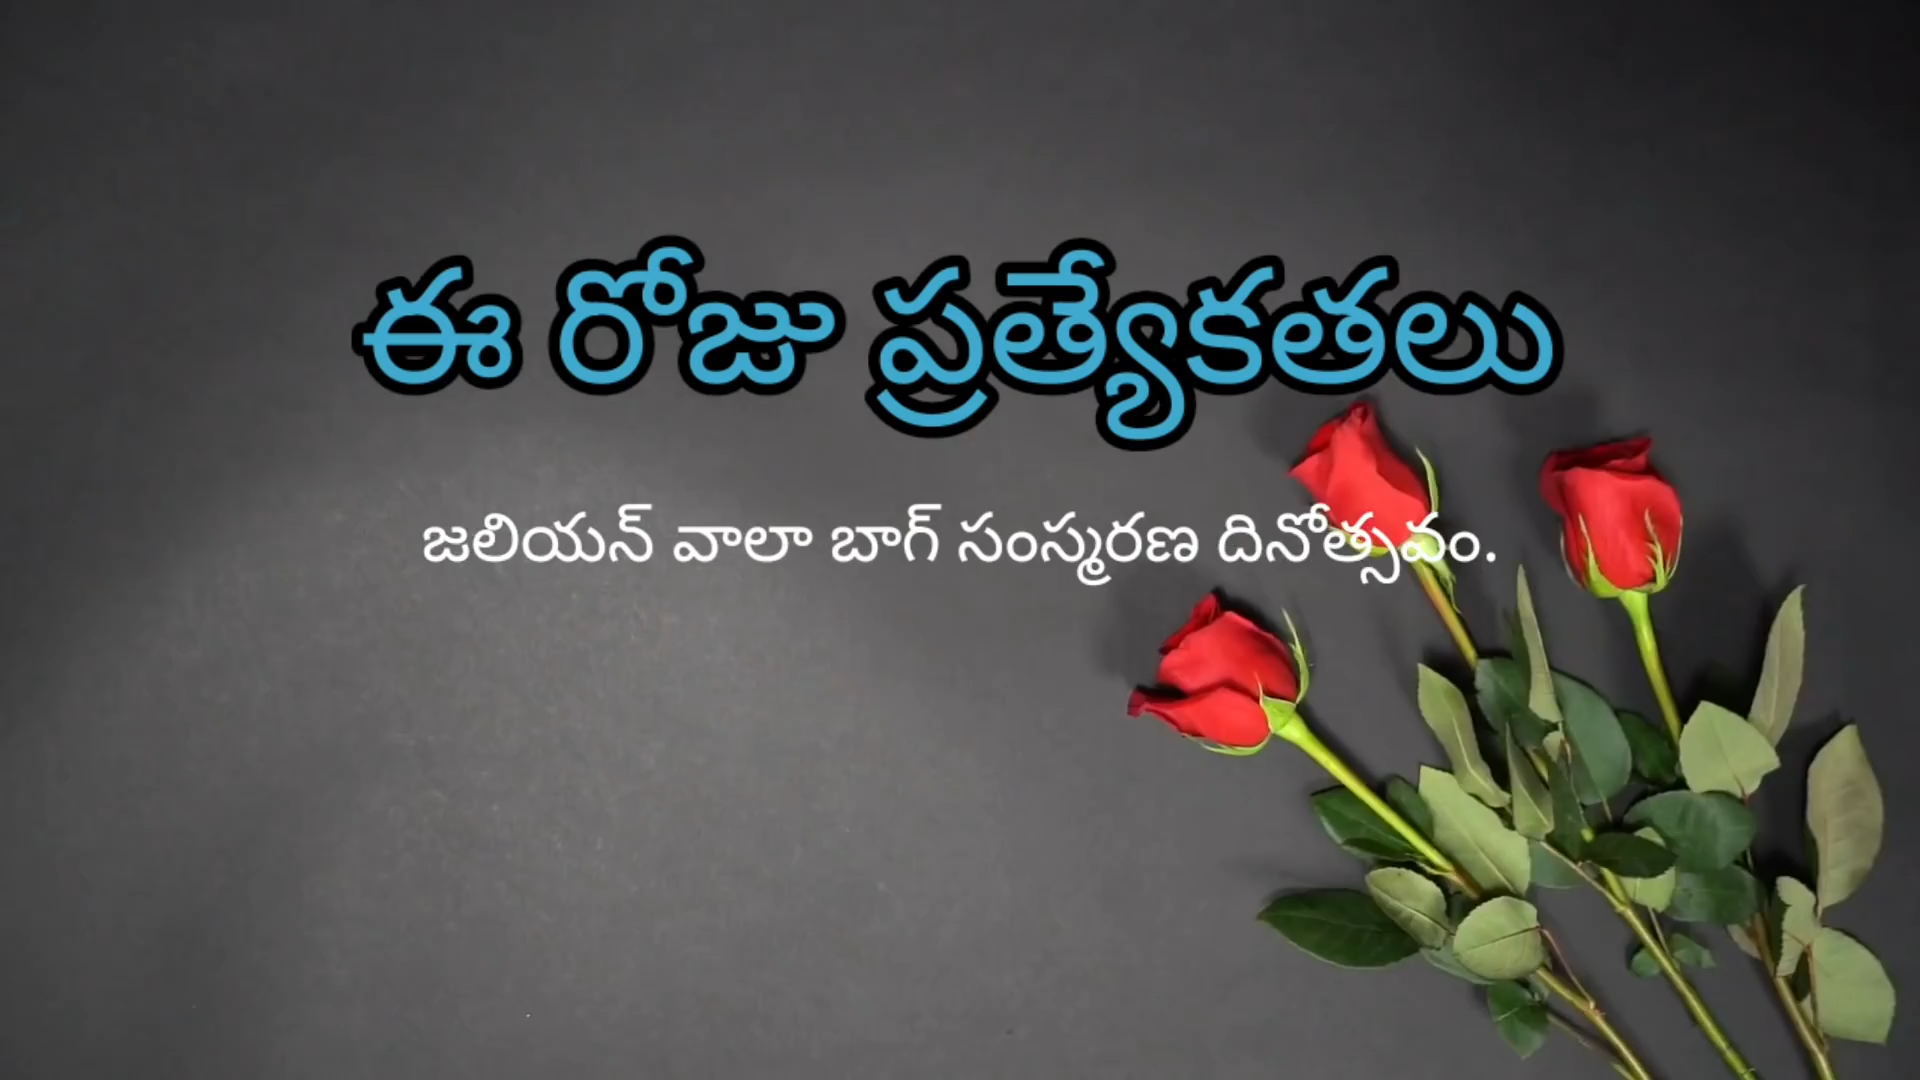 ఈ రోజు ప్రత్యేకతలు
జలియన్ వాలా బాగ్ సంస్మరణ దినోత్సవం.